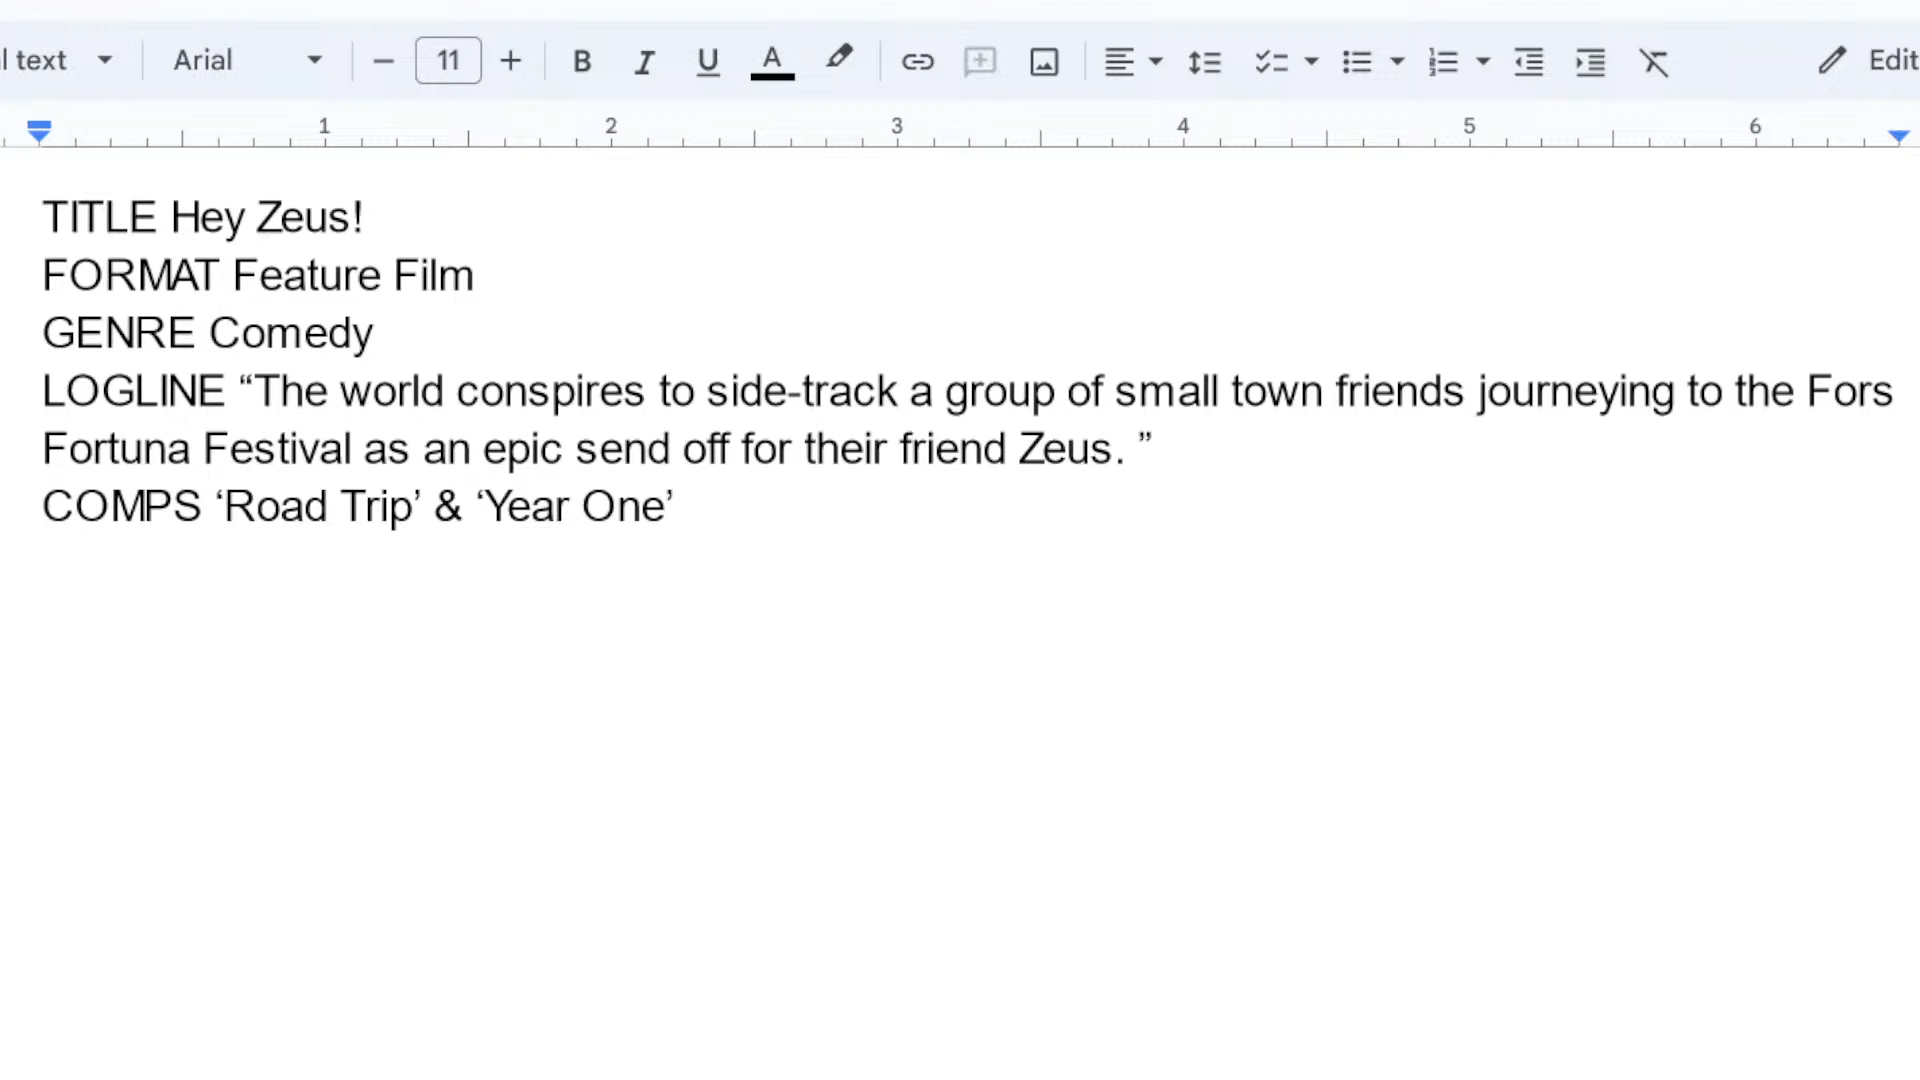 l text Arial 11 B I U A Edit
1 2 3 4 5 6
TITLE Hey Zeus!
FORMAT Feature Film
GENRE Comedy
LOGLINE “The world conspires to side-track a group of small town friends journeying to the Fors
Fortuna Festival as an epic send off for their friend Zeus. ”
COMPS ‘Road Trip’ & ‘Year One’